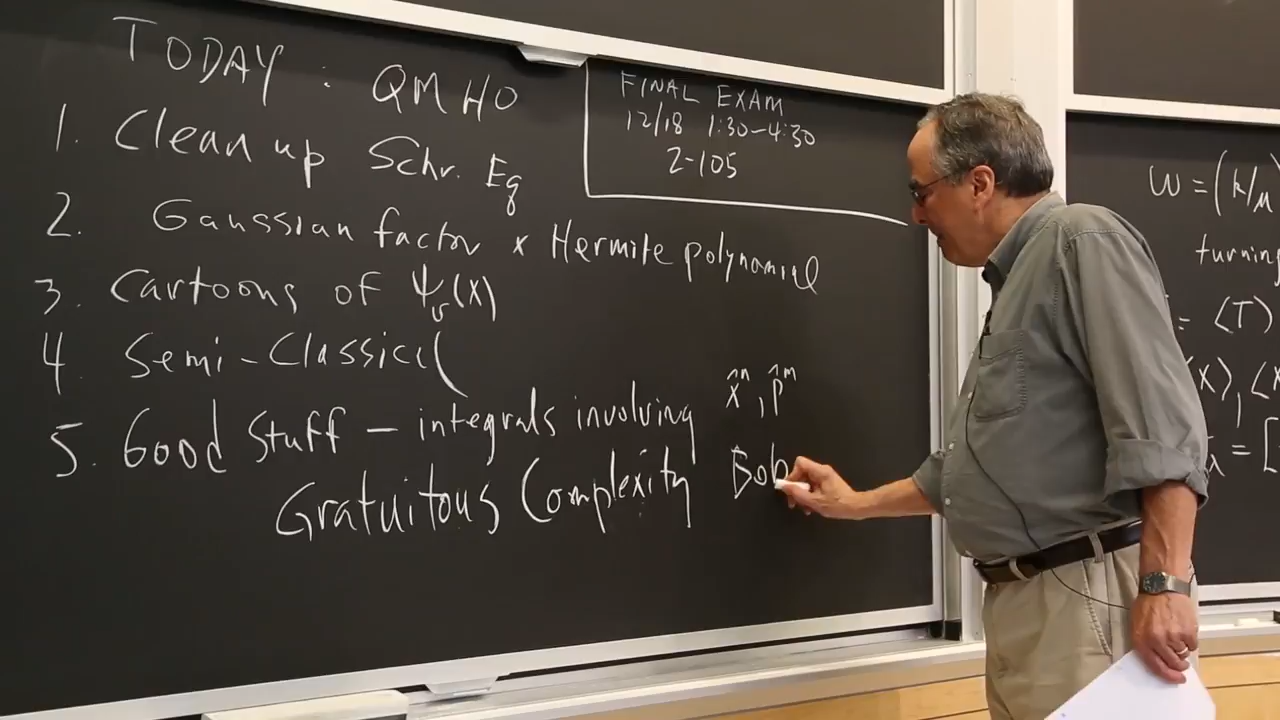 TODAY : QM HO
1. Clean up Schr. Eq
2. Gaussian factor x Hermite polynomial
3. Cartoons of ψᵥ(x)
4 Semi-Classical
5. Good Stuff – integrals involving x̂ⁿ, p̂ᵐ
Gratuitous Complexity Bob
FINAL EXAM
12/18 1:30–4:30
2-105
ω = (k/μ
turning
= ⟨T⟩
⟨x⟩, ⟨x
= [